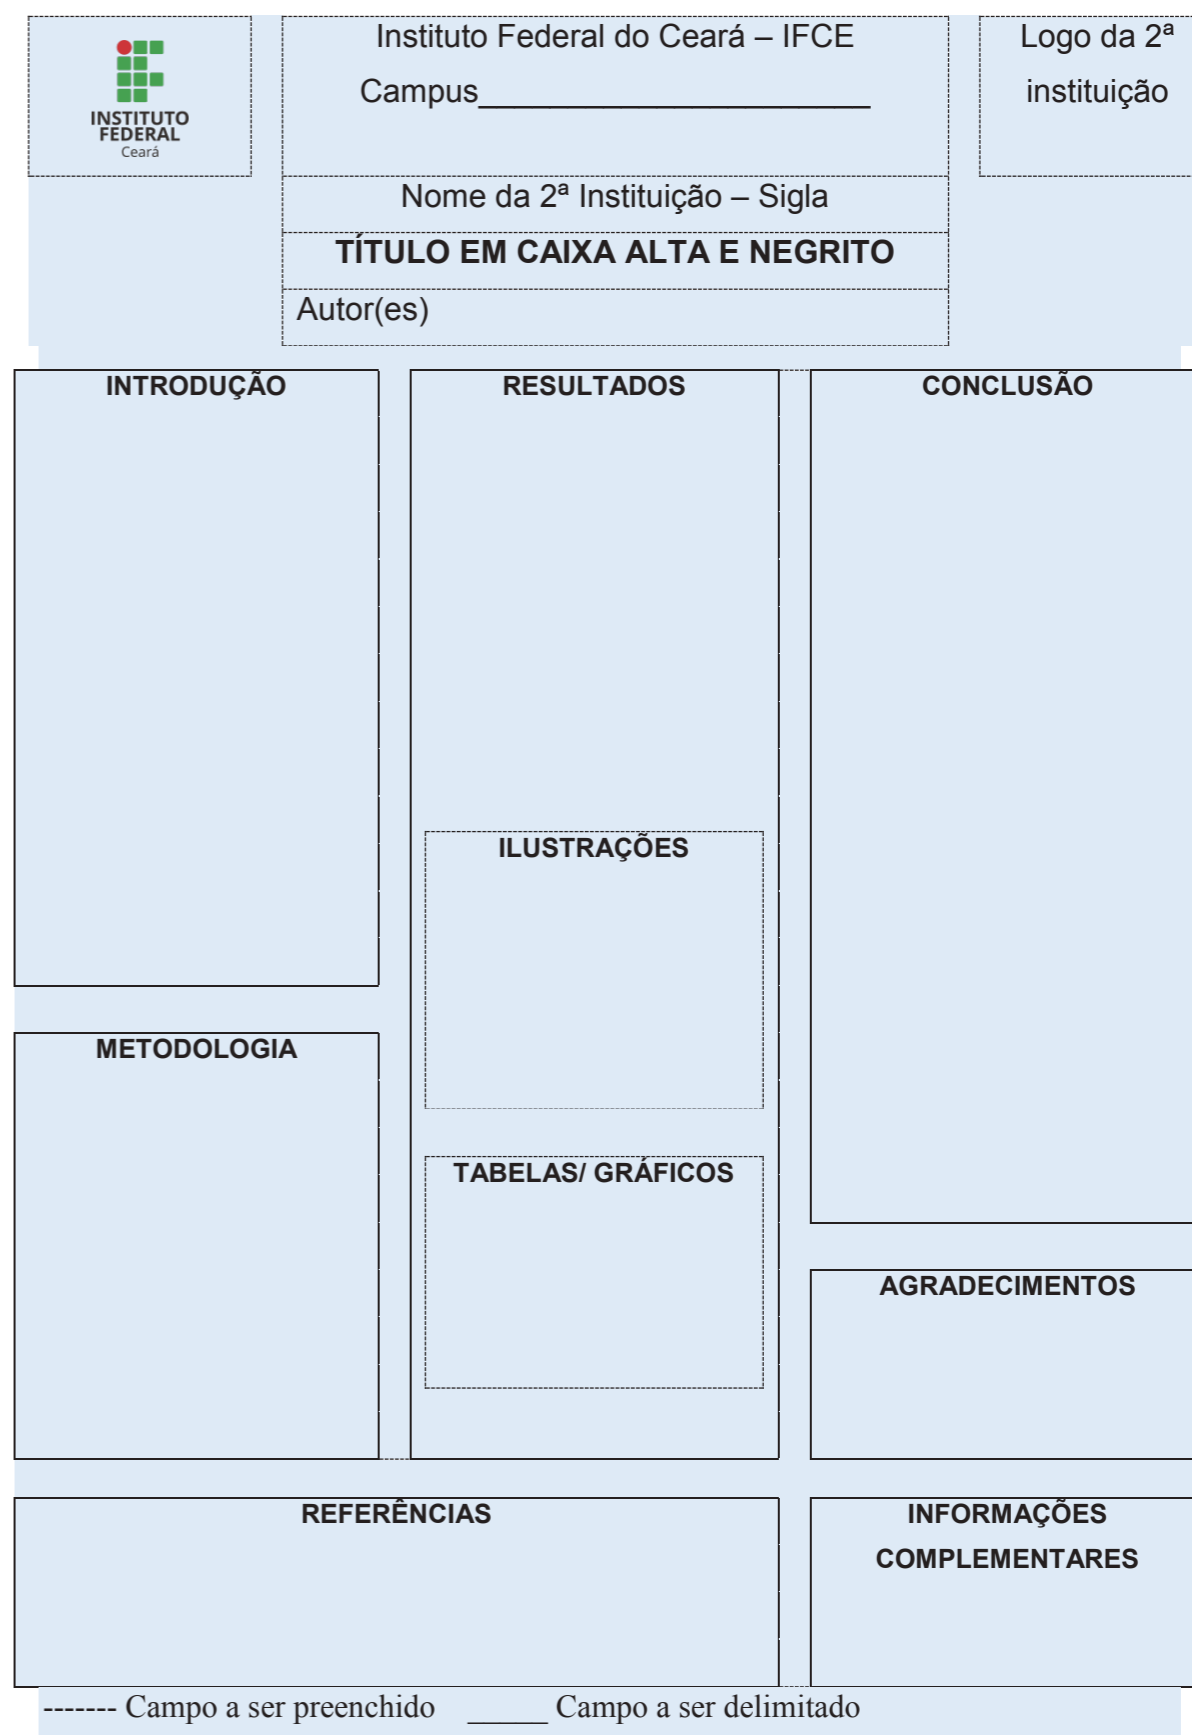 INSTITUTO
FEDERAL
Ceará
Instituto Federal do Ceará – IFCE
Campus______________________
Logo da 2ª
instituição
Nome da 2ª Instituição – Sigla
TÍTULO EM CAIXA ALTA E NEGRITO
Autor(es)
INTRODUÇÃO
METODOLOGIA
RESULTADOS
ILUSTRAÇÕES
TABELAS/ GRÁFICOS
CONCLUSÃO
AGRADECIMENTOS
REFERÊNCIAS
INFORMAÇÕES
COMPLEMENTARES
------- Campo a ser preenchido _____ Campo a ser delimitado